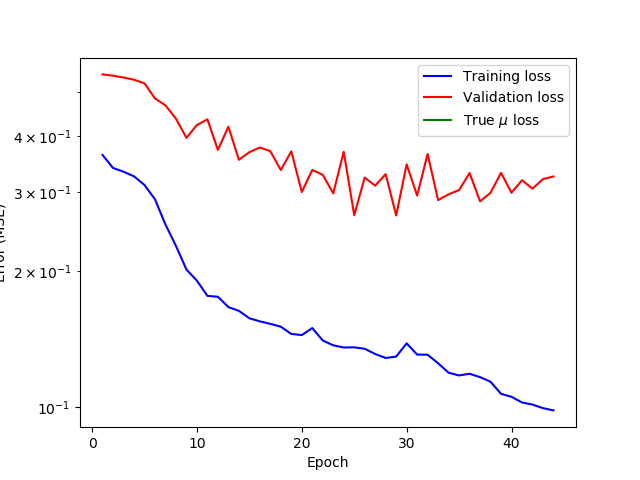 Training loss
Validation loss
True μ loss
4 × 10⁻¹
3 × 10⁻¹
2 × 10⁻¹
10⁻¹
(MSE)
0 10 20 30 40
Epoch